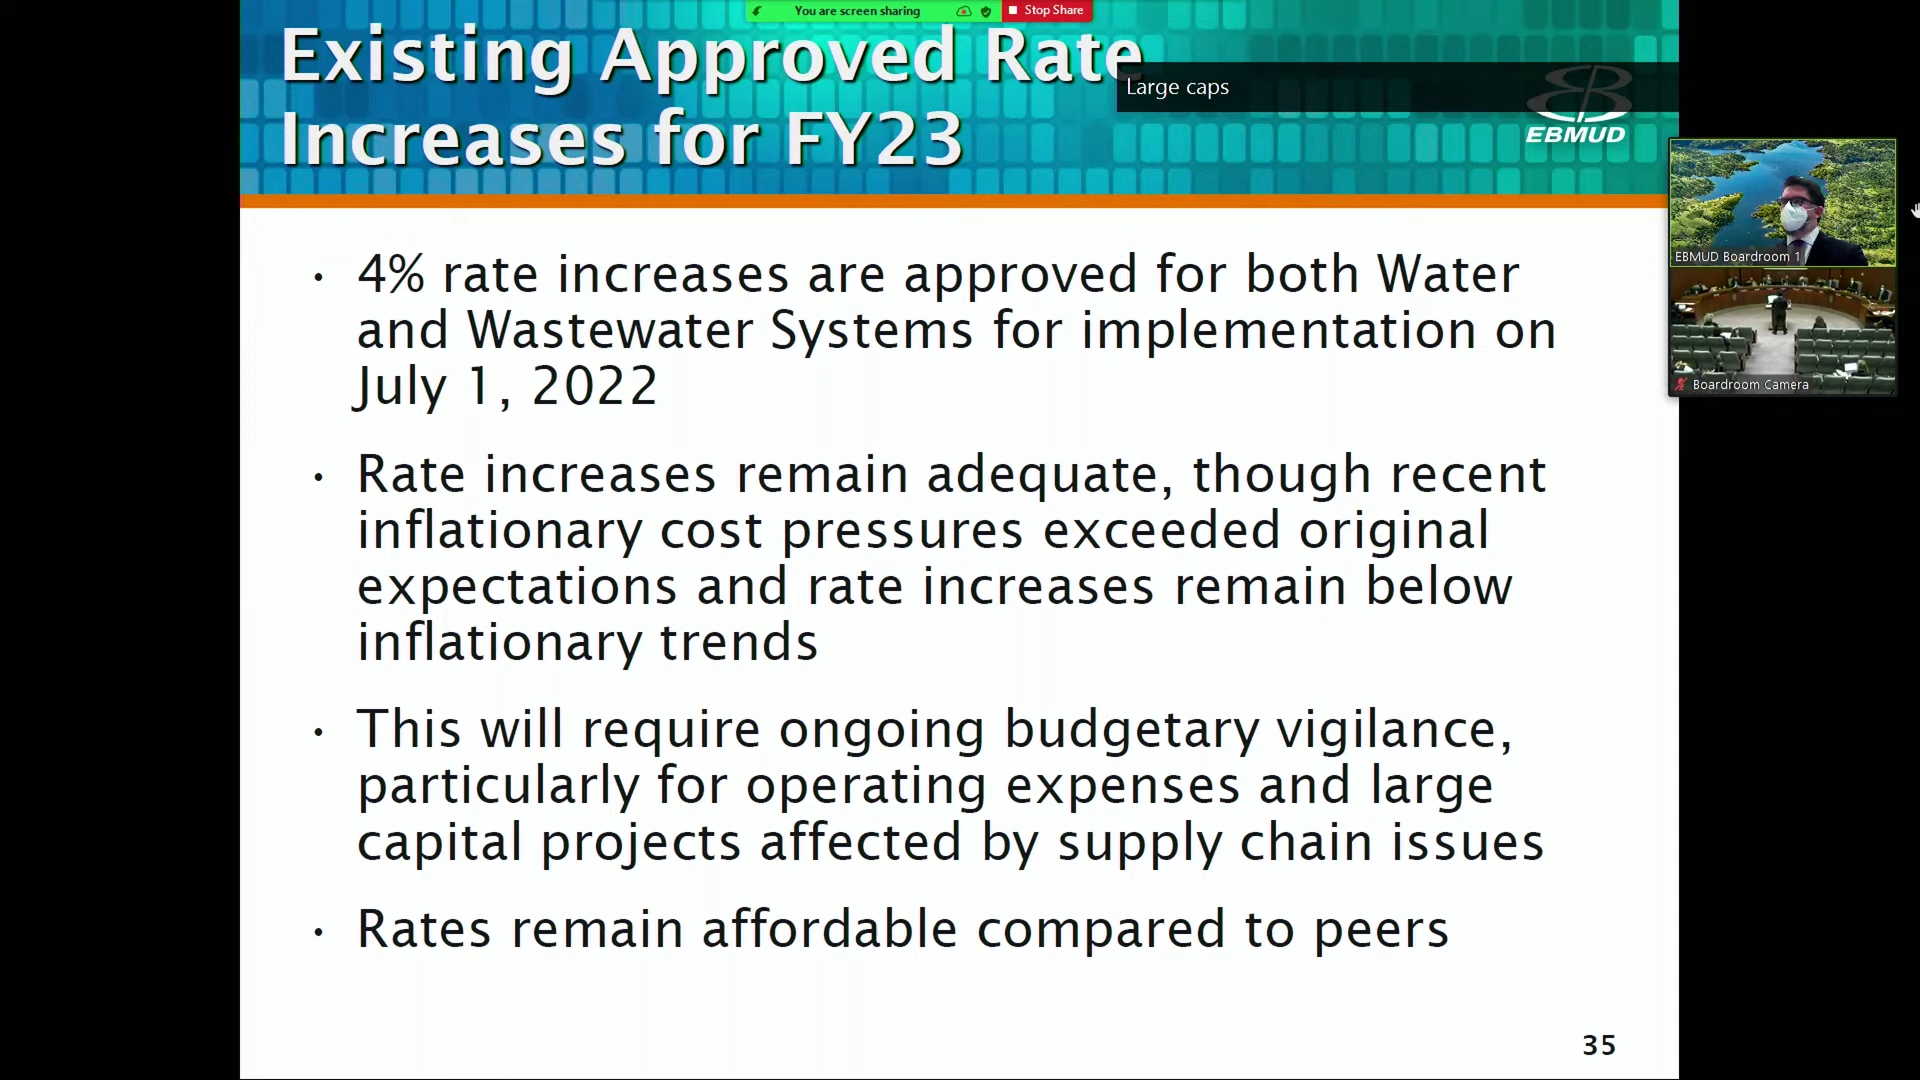 You are screen sharing
Stop Share
Existing Approved Rate
Increases for FY23
Large caps
EBMUD
EBMUD Boardroom 1
Boardroom Camera
• 4% rate increases are approved for both Water
and Wastewater Systems for implementation on
July 1, 2022
• Rate increases remain adequate, though recent
inflationary cost pressures exceeded original
expectations and rate increases remain below
inflationary trends
• This will require ongoing budgetary vigilance,
particularly for operating expenses and large
capital projects affected by supply chain issues
• Rates remain affordable compared to peers
35